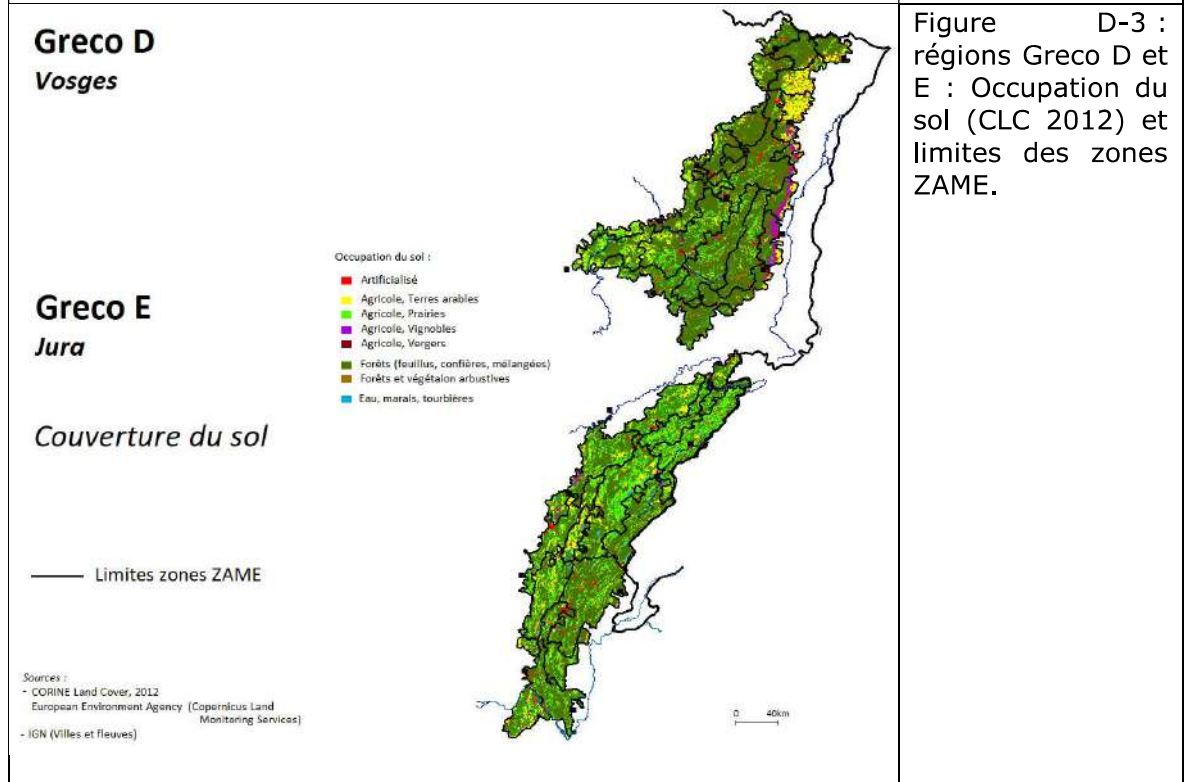 Greco D
Vosges
Occupation du sol :
Artificialisé
Agricole, Terres arables
Agricole, Prairies
Agricole, Vignobles
Agricole, Vergers
Forêts (feuillus, confières, mélangées)
Forêts et végétaion arbustives
Eau, marais, tourbières
Greco E
Jura
Couverture du sol
Limites zones ZAME
Sources :
- CORINE Land Cover, 2012
European Environment Agency (Copernicus Land
Monitoring Services)
- IGN (Villes et fleuves)
0 40km
Figure D-3 :
régions Greco D et
E : Occupation du
sol (CLC 2012) et
limites des zones
ZAME.